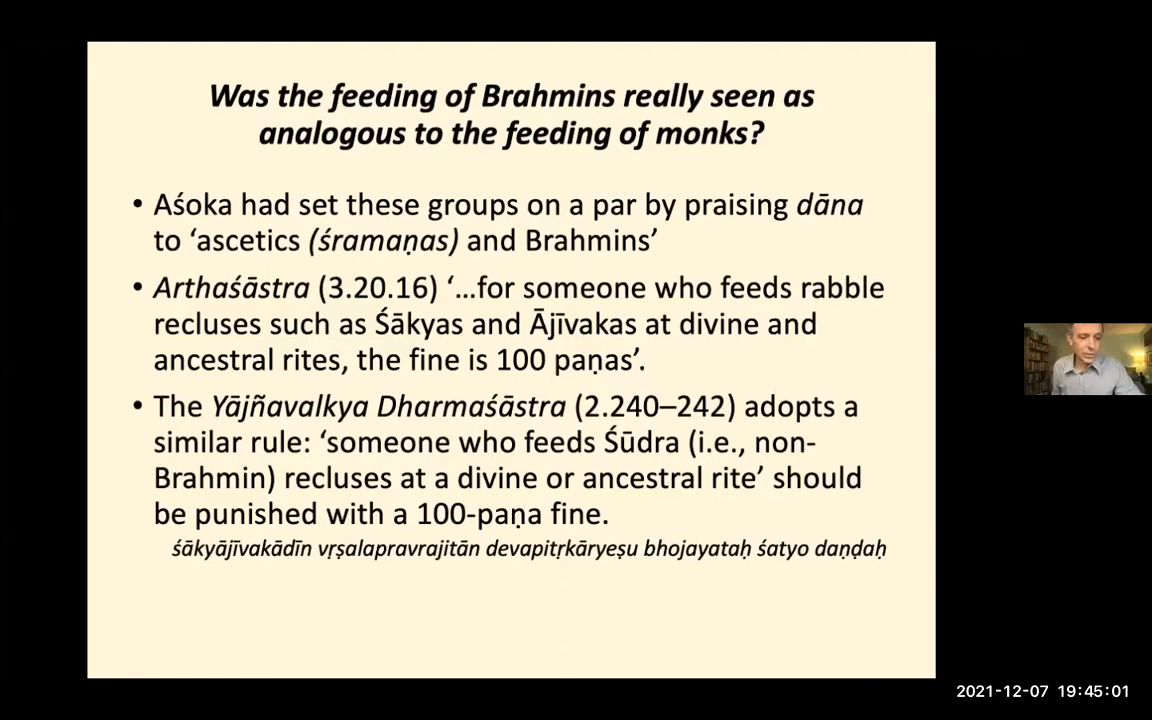 Was the feeding of Brahmins really seen as
analogous to the feeding of monks?
• Aśoka had set these groups on a par by praising dāna
to ‘ascetics (śramaṇas) and Brahmins’
• Arthaśāstra (3.20.16) ‘…for someone who feeds rabble
recluses such as Śākyas and Ājīvakas at divine and
ancestral rites, the fine is 100 paṇas’.
• The Yājñavalkya Dharmaśāstra (2.240–242) adopts a
similar rule: ‘someone who feeds Śūdra (i.e., non-
Brahmin) recluses at a divine or ancestral rite’ should
be punished with a 100-paṇa fine.
śākyājīvakādīn vṛṣalapravrajitān devapitṛkāryeṣu bhojayataḥ śatyo daṇḍaḥ
2021-12-07 19:45:01